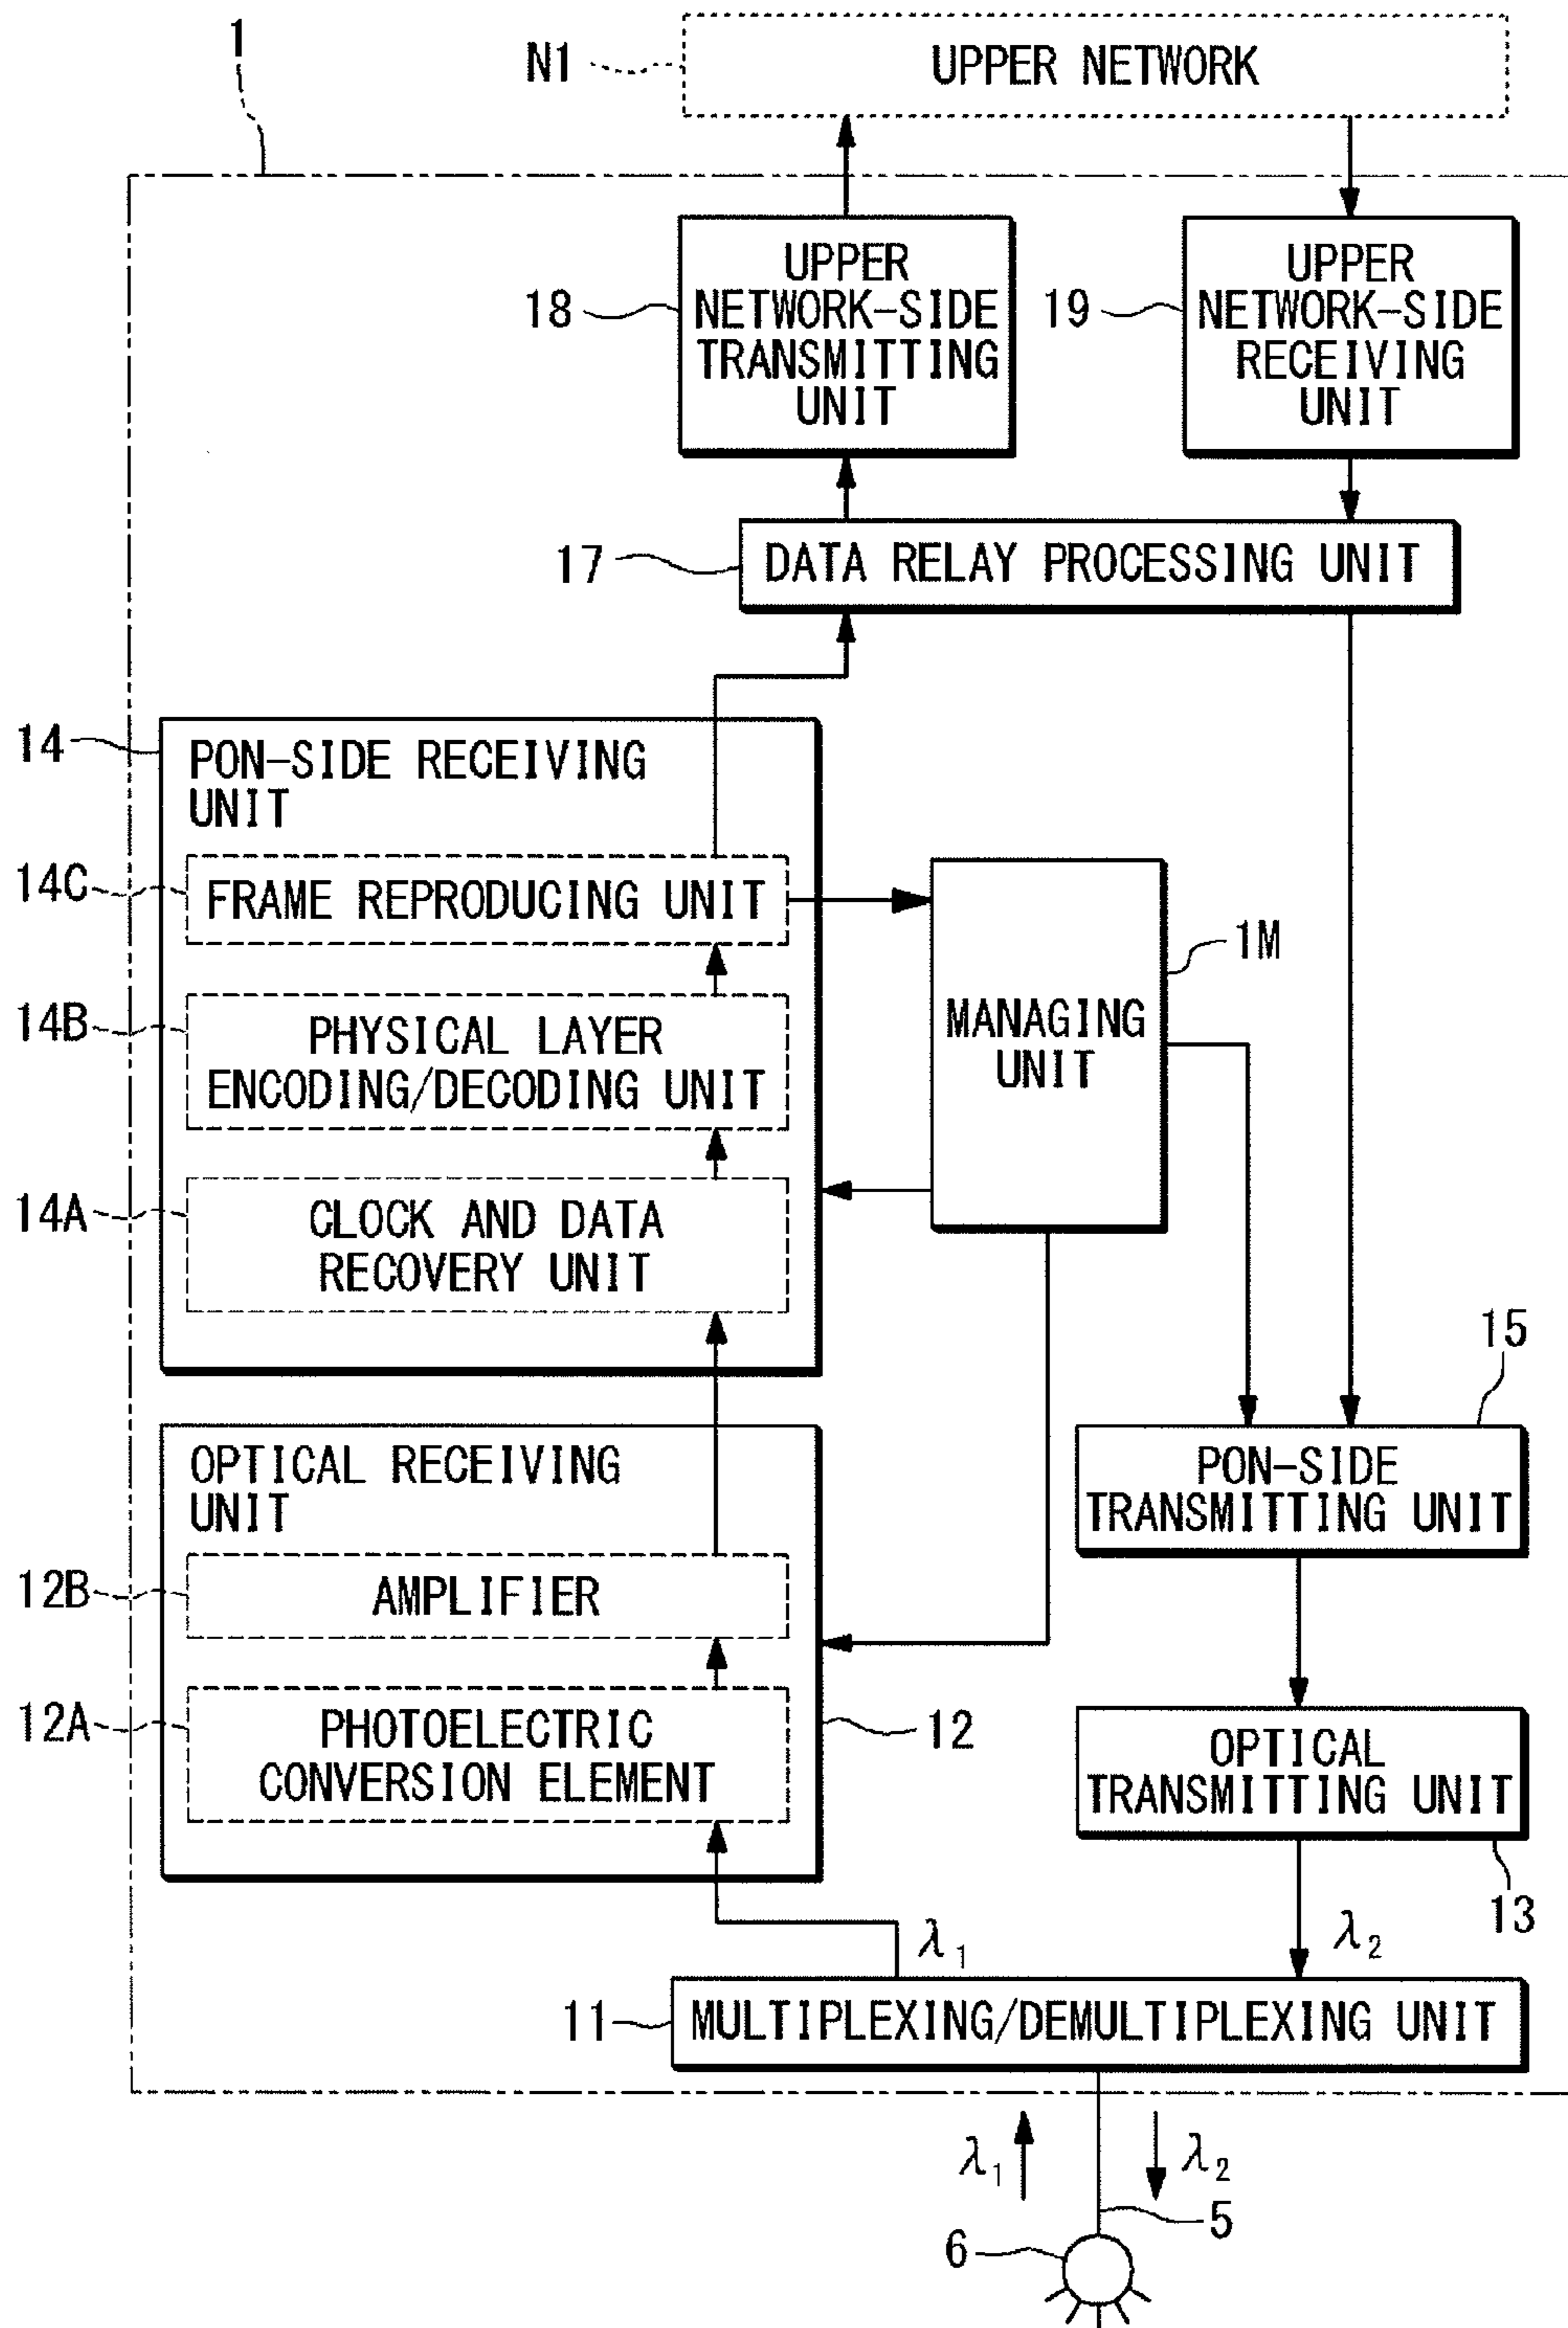 1
N1
UPPER NETWORK
18
UPPER
NETWORK-SIDE
TRANSMITTING
UNIT
19
UPPER
NETWORK-SIDE
RECEIVING
UNIT
17
DATA RELAY PROCESSING UNIT
14
PON-SIDE RECEIVING
UNIT
14C
FRAME REPRODUCING UNIT
14B
PHYSICAL LAYER
ENCODING/DECODING UNIT
14A
CLOCK AND DATA
RECOVERY UNIT
1M
MANAGING
UNIT
15
PON-SIDE
TRANSMITTING UNIT
OPTICAL RECEIVING
UNIT
12B
AMPLIFIER
12A
PHOTOELECTRIC
CONVERSION ELEMENT
12
OPTICAL
TRANSMITTING UNIT
13
λ1
λ2
11
MULTIPLEXING/DEMULTIPLEXING UNIT
λ1
λ2
5
6